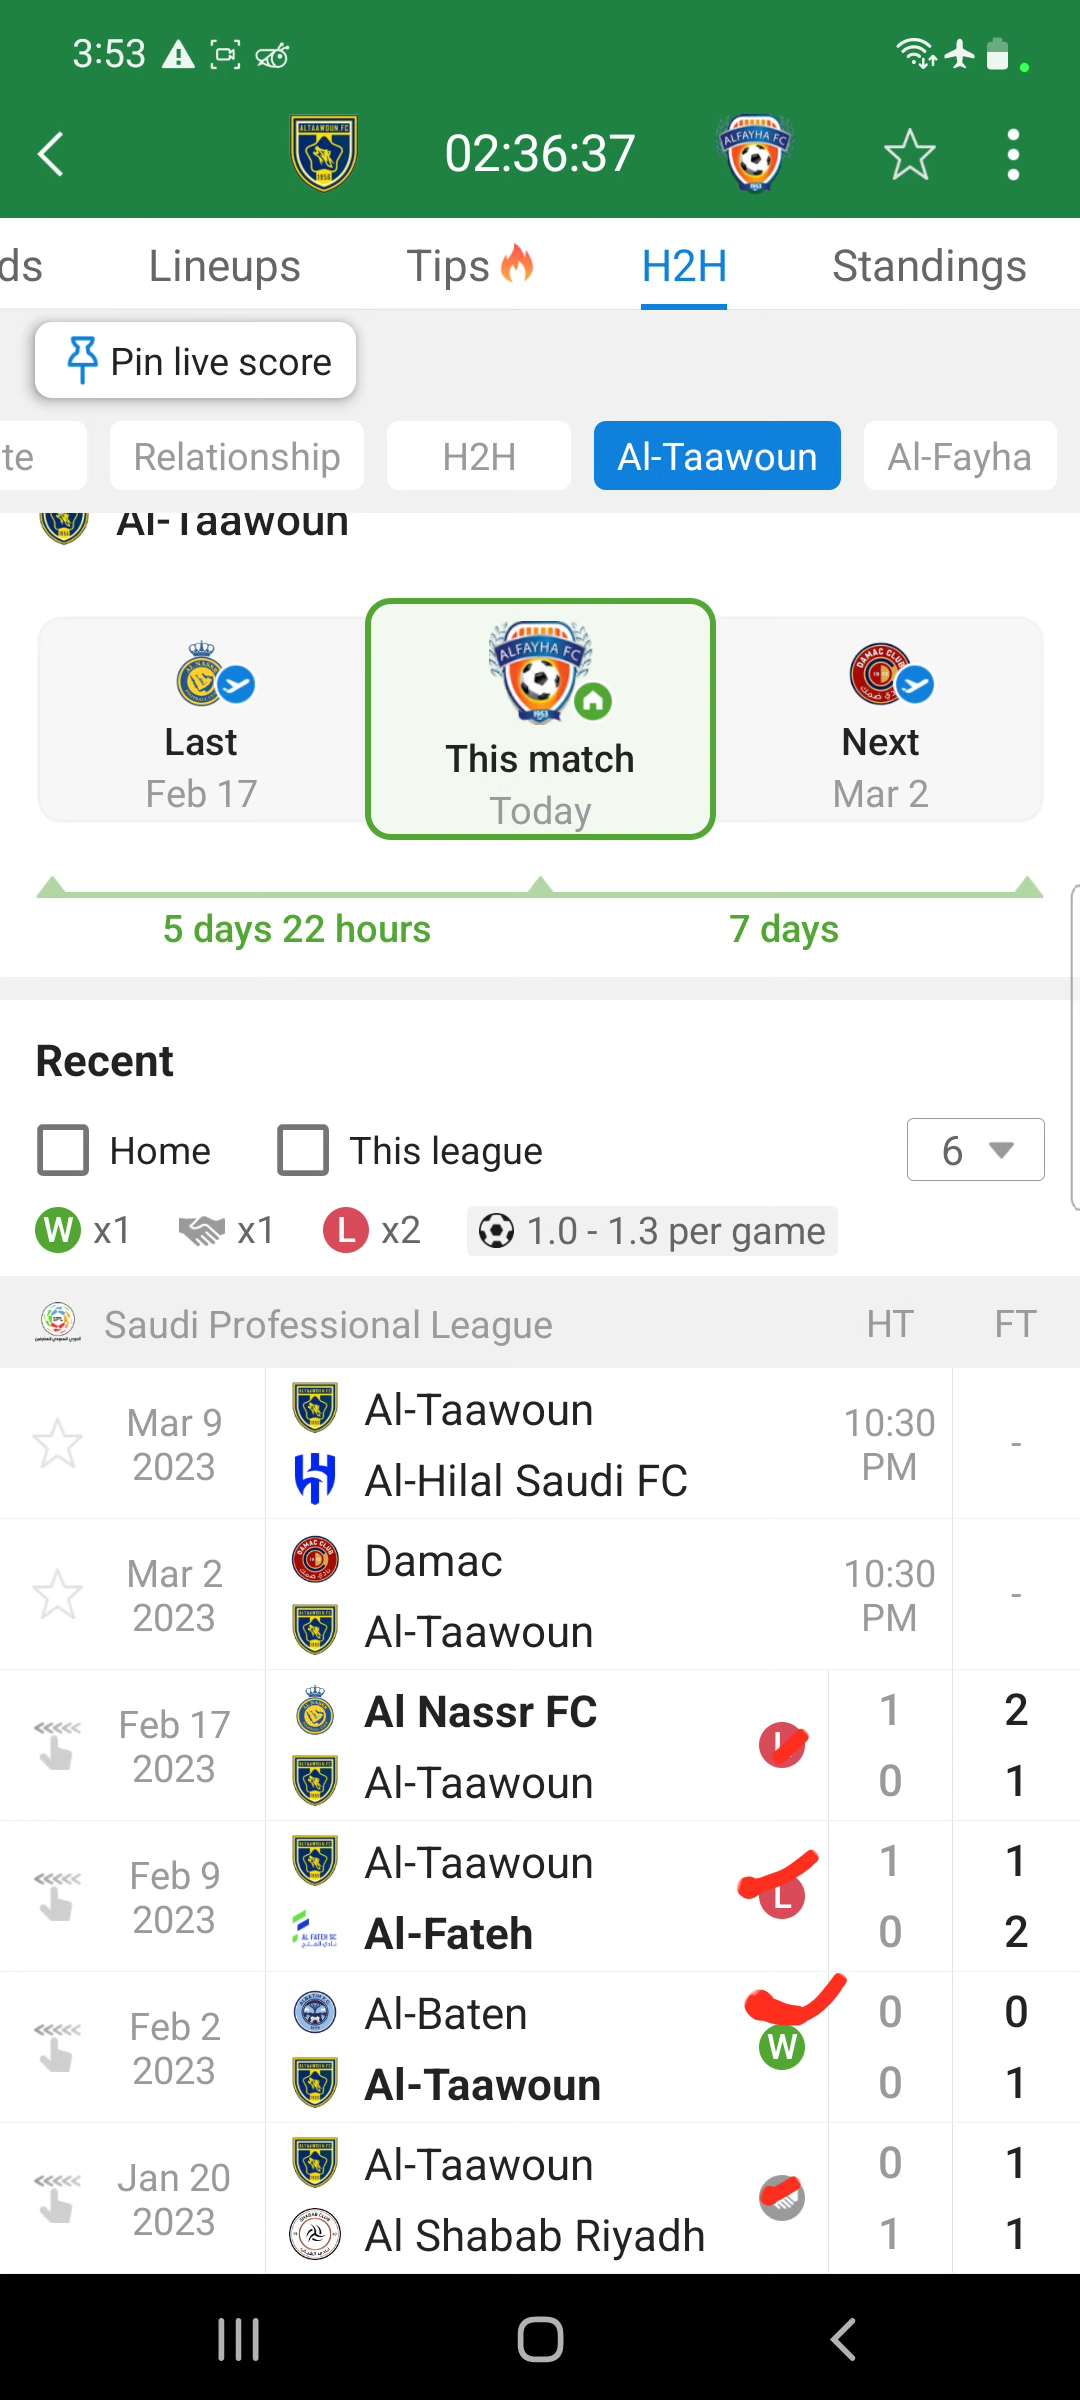 3:53
02:36:37
ds Lineups Tips H2H Standings
Pin live score
te Relationship H2H Al-Taawoun Al-Fayha
Al-Taawoun
Last This match Next
Feb 17 Today Mar 2
5 days 22 hours 7 days
Recent
Home This league 6
W x1 x1 L x2 1.0 - 1.3 per game
Saudi Professional League HT FT
Mar 9 2023 Al-Taawoun 10:30 PM -
Al-Hilal Saudi FC
Mar 2 2023 Damac 10:30 PM -
Al-Taawoun
Feb 17 2023 Al Nassr FC L 1 2
Al-Taawoun 0 1
Feb 9 2023 Al-Taawoun L 1 1
Al-Fateh 0 2
Feb 2 2023 Al-Baten W 0 0
Al-Taawoun 0 1
Jan 20 2023 Al-Taawoun 0 1
Al Shabab Riyadh 1 1